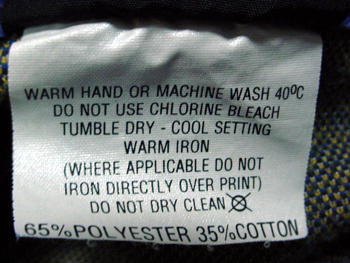 WARM HAND OR MACHINE WASH 40ºC
DO NOT USE CHLORINE BLEACH
TUMBLE DRY - COOL SETTING
WARM IRON
(WHERE APPLICABLE DO NOT
IRON DIRECTLY OVER PRINT)
DO NOT DRY CLEAN
65%POLYESTER 35%COTTON